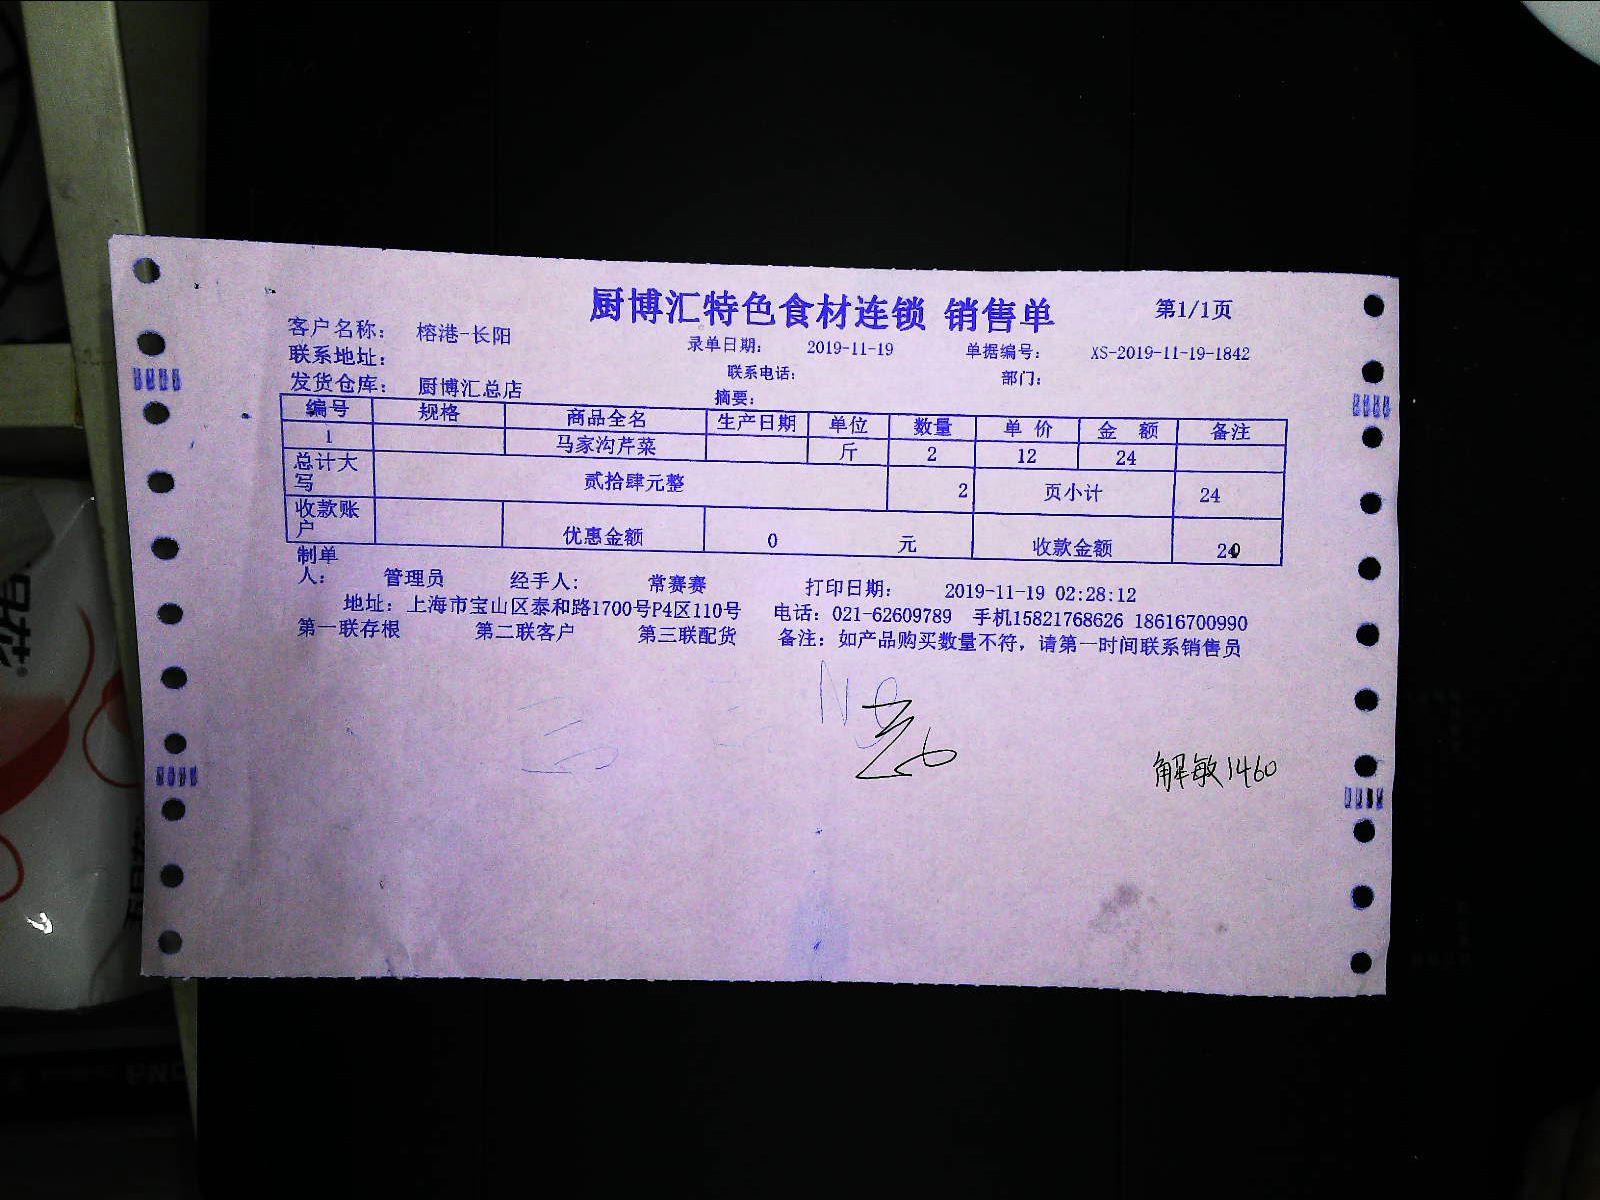 厨博汇特色食材连锁 销售单 第1/1页
客户名称： 榕港-长阳 录单日期： 2019-11-19 单据编号： XS-2019-11-19-1842
联系地址： 联系电话： 部门：
发货仓库： 厨博汇总店 摘要：
编号 规格 商品全名 生产日期 单位 数量 单 价 金 额 备注
1 马家沟芹菜 斤 2 12 24
总计大写 贰拾肆元整 2 页小计 24
收款账户 优惠金额 0 元 收款金额
制单人： 管理员 经手人： 常赛赛 打印日期： 2019-11-19 02:28:12
地址：上海市宝山区泰和路1700号P4区110号 电话：021-62609789 手机15821768626 18616700990
第一联存根 第二联客户 第三联配货 备注：如产品购买数量不符，请第一时间联系销售员
解敏1460